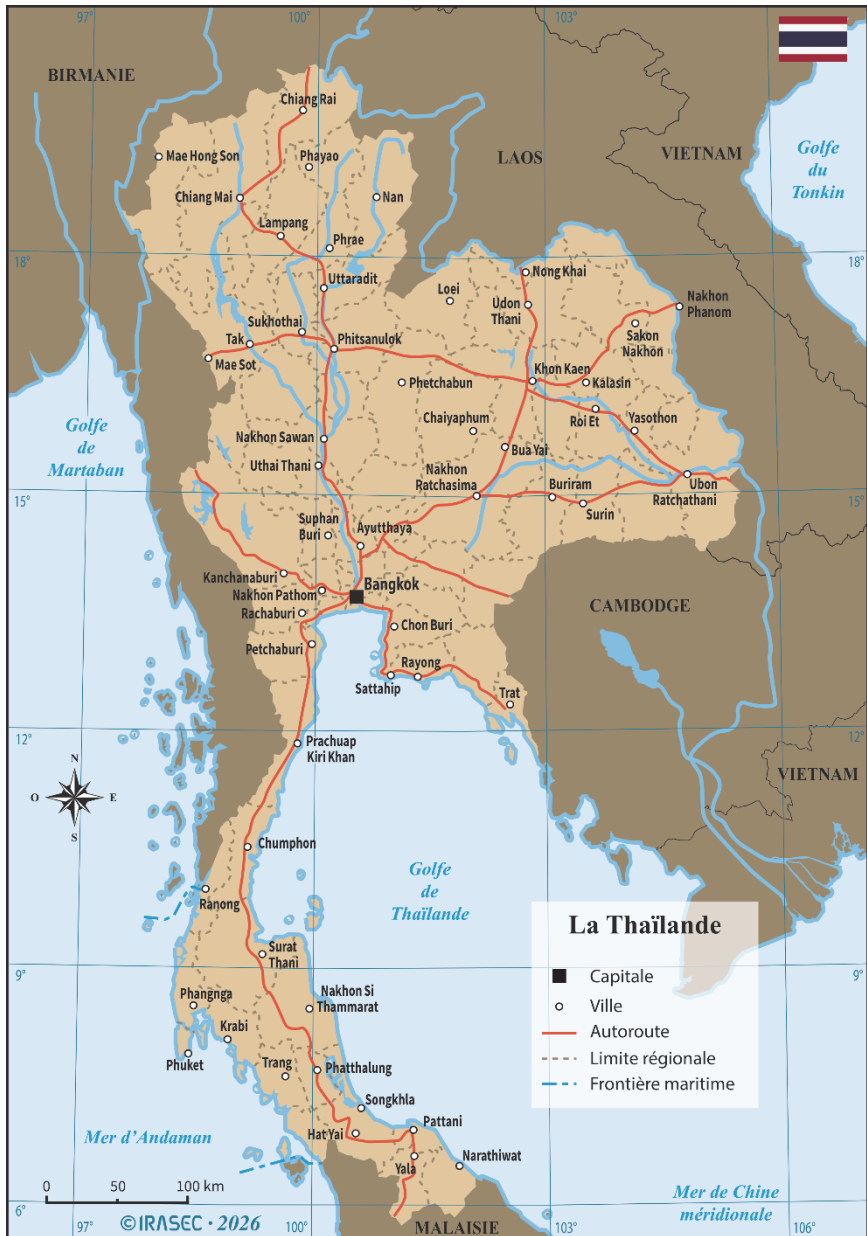 97°
100°
103°
BIRMANIE
Chiang Rai
Mae Hong Son
Phayao
LAOS
VIETNAM
Golfe
du
Tonkin
Chiang Mai
Nan
Lampang
Phrae
18°
18°
Nong Khai
Uttaradit
Loei
Udon
Thani
Nakhon
Phanom
Sukhothai
Sakon
Nakhon
Tak
Phitsanulok
Mae Sot
Khon Kaen
Phetchabun
Kalasin
Golfe
de
Martaban
Chaiyaphum
Roi Et
Yasothon
Nakhon Sawan
Bua Yai
Uthai Thani
Nakhon
Ratchasima
15°
15°
Buriram
Ubon
Ratchathani
Surin
Suphan
Buri
Ayutthaya
Kanchanaburi
Bangkok
Nakhon Pathom
Rachaburi
CAMBODGE
Chon Buri
Petchaburi
Rayong
Sattahip
Trat
12°
12°
Prachuap
Kiri Khan
VIETNAM
N
O
E
S
Chumphon
Golfe
de
Thaïlande
Ranong
La Thaïlande
Surat
Thani
9°
9°
Capitale
Phangnga
Nakhon Si
Thammarat
Ville
Krabi
Autoroute
Phuket
Trang
Phatthalung
Limite régionale
Frontière maritime
Songkhla
Mer d’Andaman
Hat Yai
Pattani
Yala
Narathiwat
0 50 100 km
Mer de Chine
méridionale
6°
97°
©IRASEC · 2026
100°
MALAISIE
103°
106°